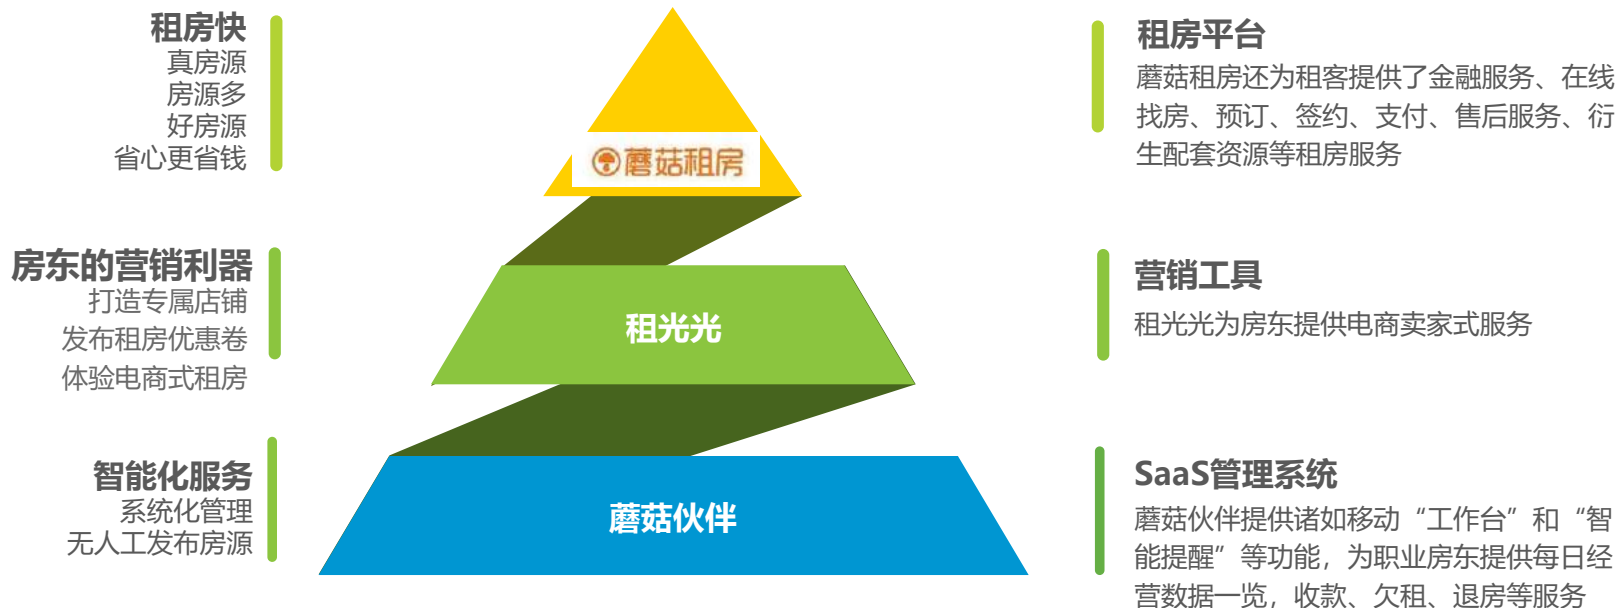 租房快
真房源
房源多
好房源
省心更省钱
蘑菇租房
租房平台
蘑菇租房还为租客提供了金融服务、在线
找房、预订、签约、支付、售后服务、衍
生配套资源等租房服务
房东的营销利器
打造专属店铺
发布租房优惠卷
体验电商式租房
租光光
营销工具
租光光为房东提供电商卖家式服务
智能化服务
系统化管理
无人工发布房源
蘑菇伙伴
SaaS管理系统
蘑菇伙伴提供诸如移动“工作台”和“智
能提醒”等功能，为职业房东提供每日经
营数据一览，收款、欠租、退房等服务